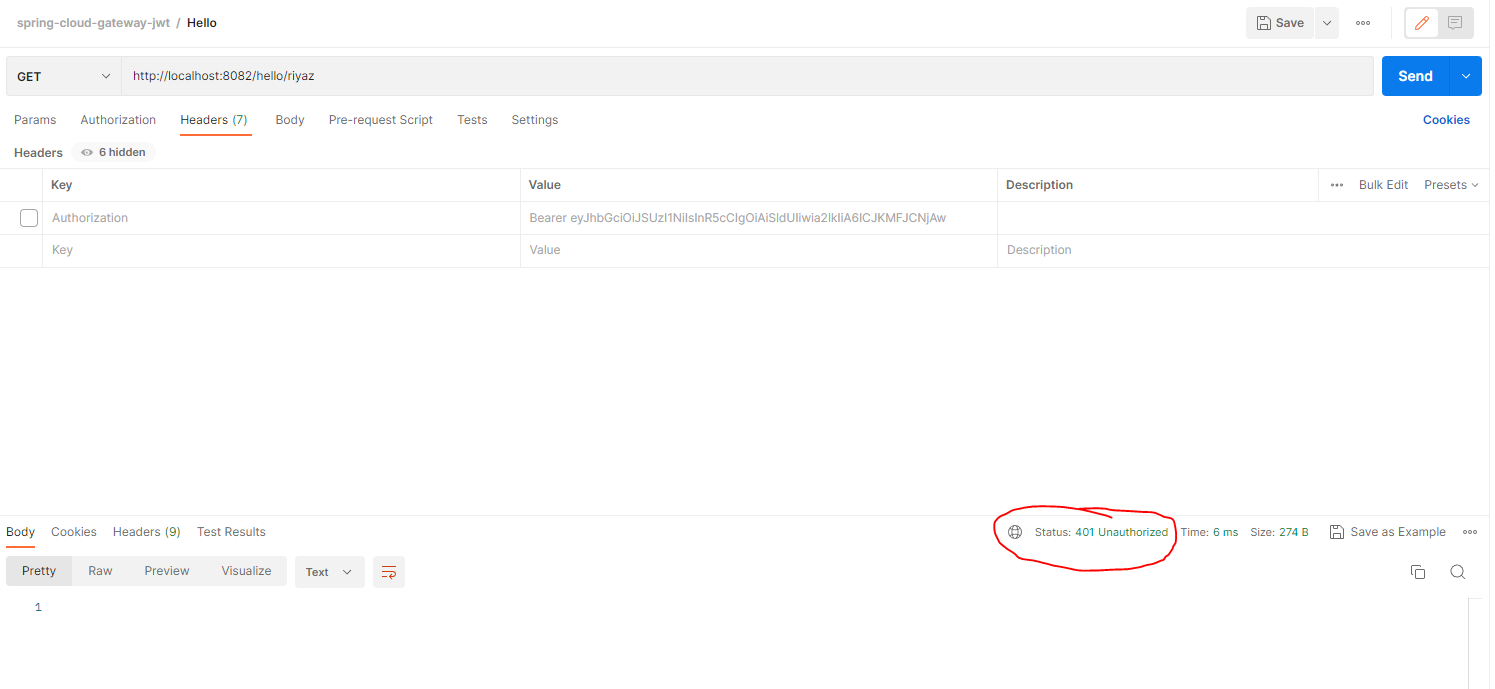 spring-cloud-gateway-jwt / Hello
Save
GET
http://localhost:8082/hello/riyaz
Send
Params Authorization Headers (7) Body Pre-request Script Tests Settings Cookies
Headers 6 hidden
Key Value Description Bulk Edit Presets
Authorization Bearer eyJhbGciOiJSUzI1NiIsInR5cCIgOiAiSldUIiwia2lkIiA6ICJKMFJCNjAw
Key Value Description
Body Cookies Headers (9) Test Results Status: 401 Unauthorized Time: 6 ms Size: 274 B Save as Example
Pretty Raw Preview Visualize Text
1